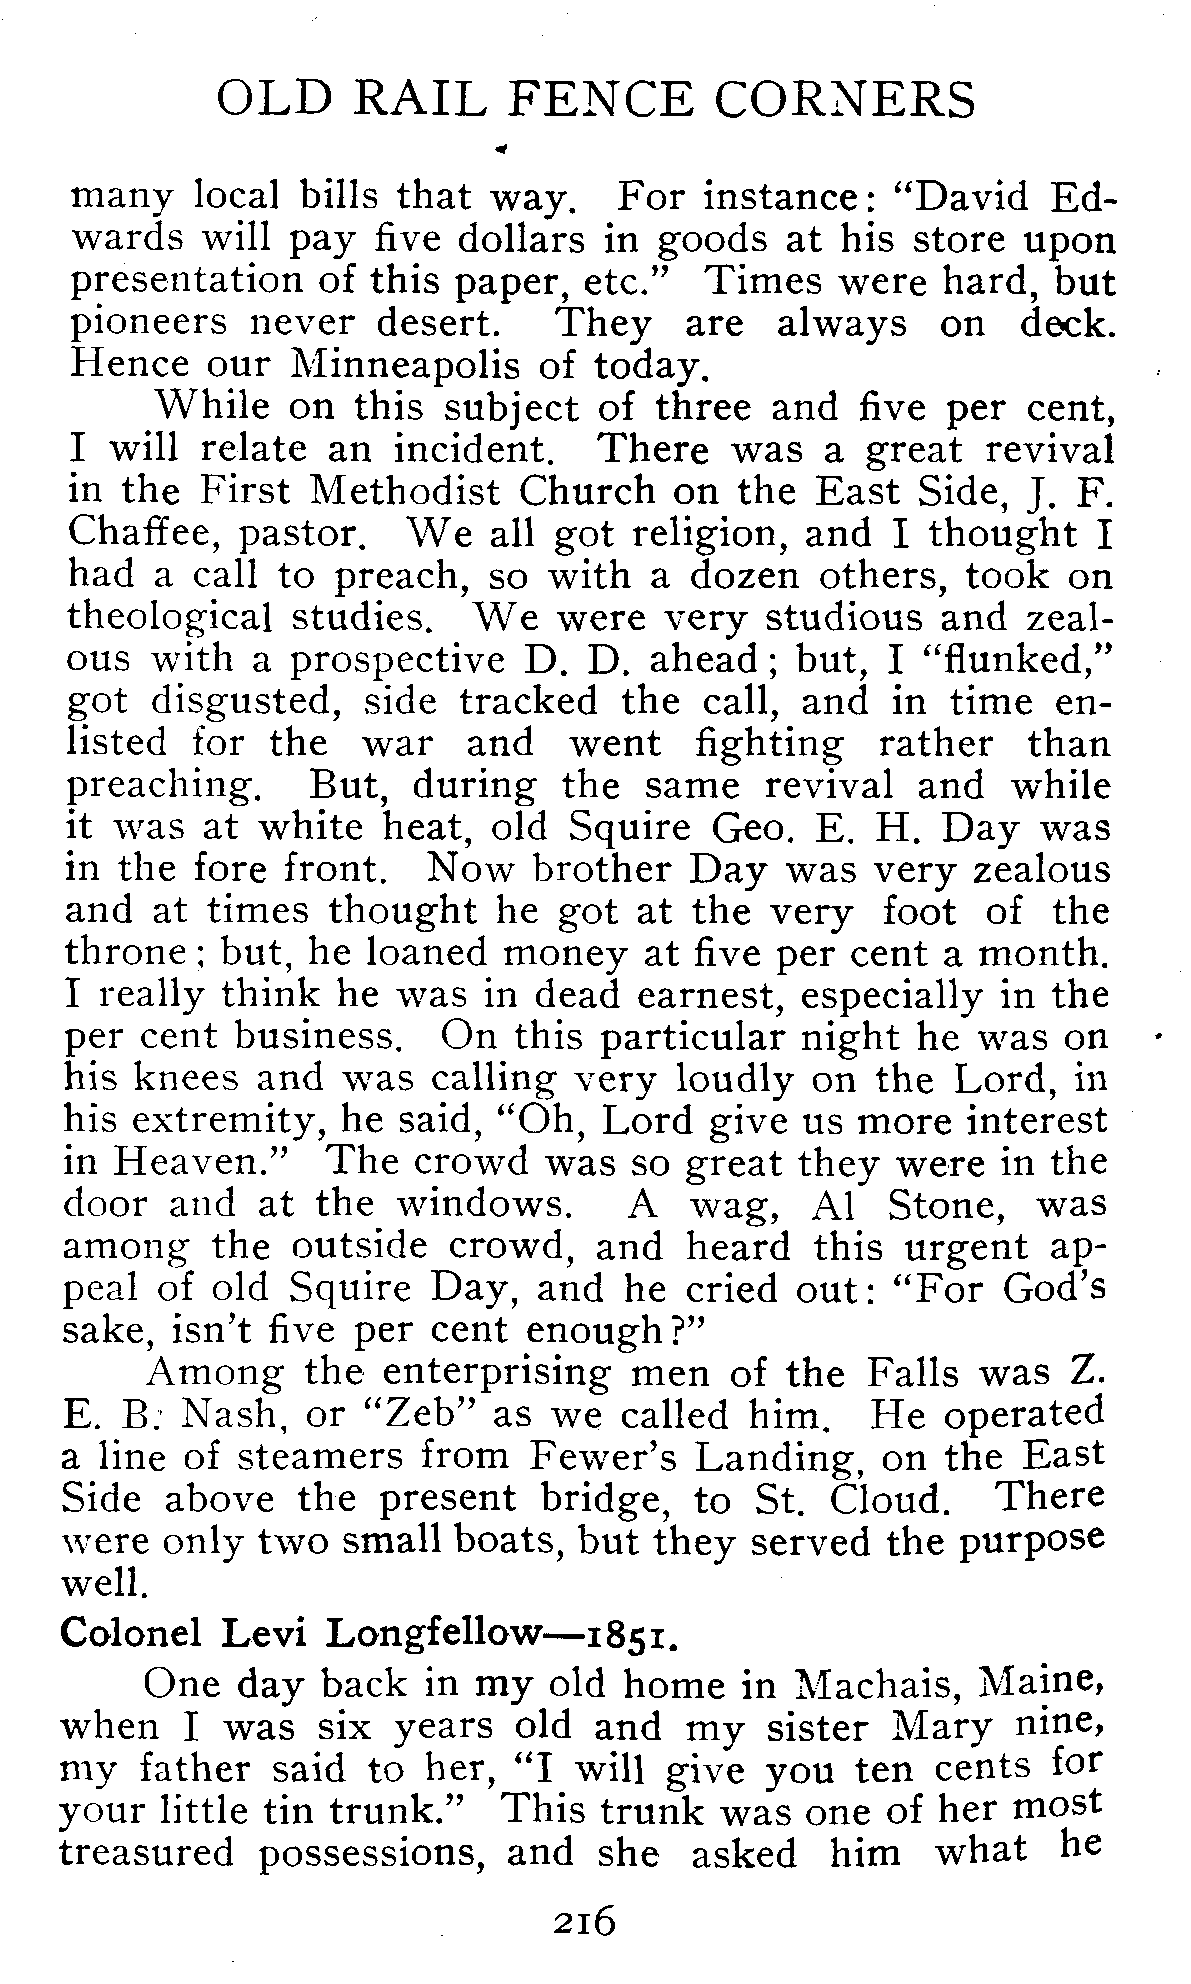 OLD RAIL FENCE CORNERS
many local bills that way. For instance: "David Ed-
wards will pay five dollars in goods at his store upon
presentation of this paper, etc." Times were hard, but
pioneers never desert. They are always on deck.
Hence our Minneapolis of today.
While on this subject of three and five per cent,
I will relate an incident. There was a great revival
in the First Methodist Church on the East Side, J. F.
Chaffee, pastor. We all got religion, and I thought I
had a call to preach, so with a dozen others, took on
theological studies. We were very studious and zeal-
ous with a prospective D. D. ahead; but, I "flunked,"
got disgusted, side tracked the call, and in time en-
listed for the war and went fighting rather than
preaching. But, during the same revival and while
it was at white heat, old Squire Geo. E. H. Day was
in the fore front. Now brother Day was very zealous
and at times thought he got at the very foot of the
throne; but, he loaned money at five per cent a month.
I really think he was in dead earnest, especially in the
per cent business. On this particular night he was on
his knees and was calling very loudly on the Lord, in
his extremity, he said, "Oh, Lord give us more interest
in Heaven." The crowd was so great they were in the
door and at the windows. A wag, Al Stone, was
among the outside crowd, and heard this urgent ap-
peal of old Squire Day, and he cried out: "For God's
sake, isn't five per cent enough?"
Among the enterprising men of the Falls was Z.
E. B. Nash, or "Zeb" as we called him. He operated
a line of steamers from Fewer's Landing, on the East
Side above the present bridge, to St. Cloud. There
were only two small boats, but they served the purpose
well.
Colonel Levi Longfellow—1851.
One day back in my old home in Machais, Maine,
when I was six years old and my sister Mary nine,
my father said to her, "I will give you ten cents for
your little tin trunk." This trunk was one of her most
treasured possessions, and she asked him what he
216